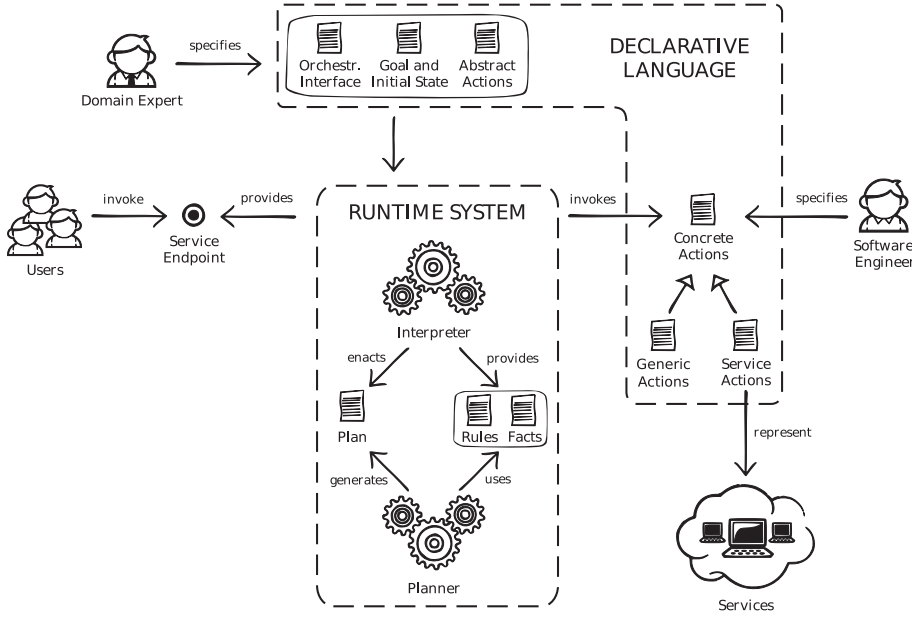 specifies
Domain Expert
Orchestr.
Interface
Goal and
Initial State
Abstract
Actions
DECLARATIVE
LANGUAGE
invoke
Users
Service
Endpoint
provides
RUNTIME SYSTEM
invokes
Concrete
Actions
specifies
Software
Engineer
Interpreter
enacts
provides
Plan
Rules
Facts
generates
uses
Planner
Generic
Actions
Service
Actions
represent
Services